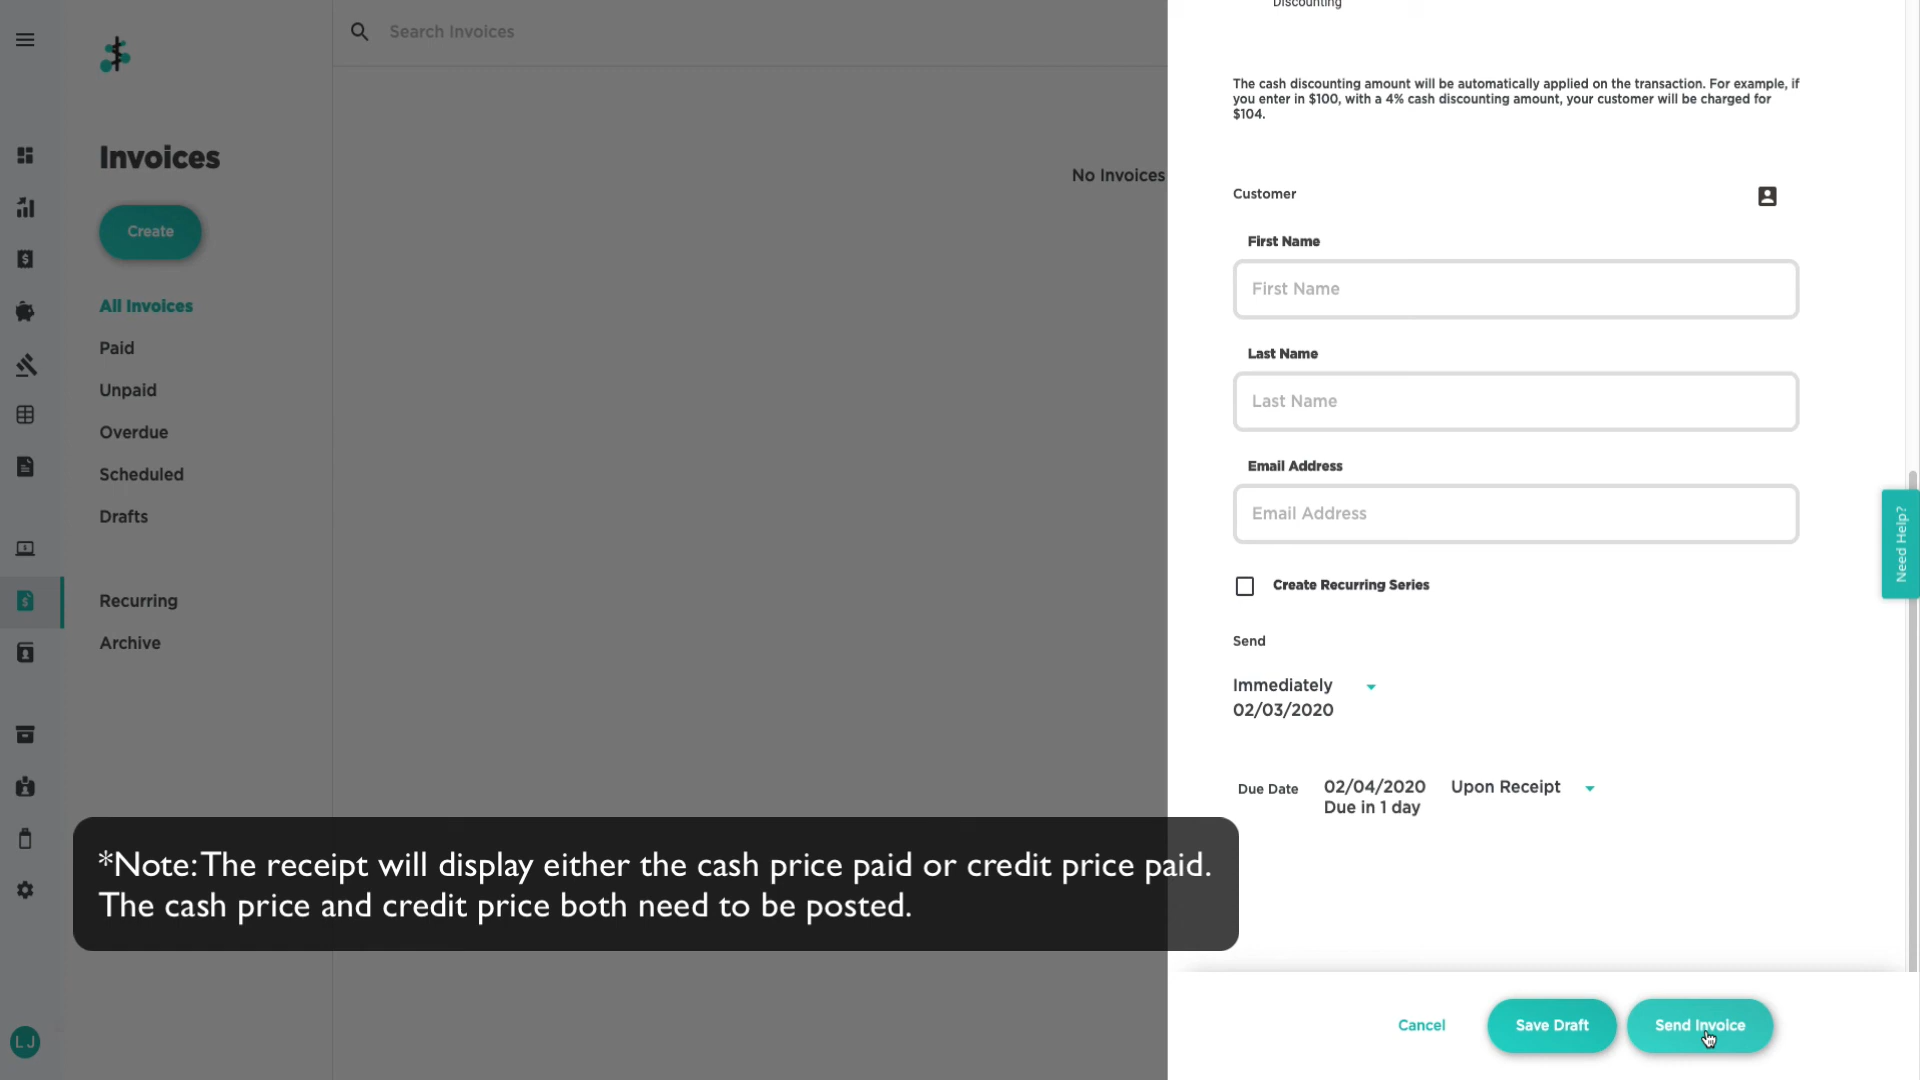 Search Invoices
Invoices
Create
All Invoices
Paid
Unpaid
Overdue
Scheduled
Drafts
Recurring
Archive
LJ
No Invoices
Discounting
The cash discounting amount will be automatically applied on the transaction. For example, if
you enter in $100, with a 4% cash discounting amount, your customer will be charged for
$104.
Customer
First Name
First Name
Last Name
Last Name
Email Address
Email Address
Create Recurring Series
Send
Immediately
02/03/2020
Due Date 02/04/2020 Upon Receipt
Due in 1 day
Need Help?
*Note: The receipt will display either the cash price paid or credit price paid.
The cash price and credit price both need to be posted.
Cancel
Save Draft
Send Invoice